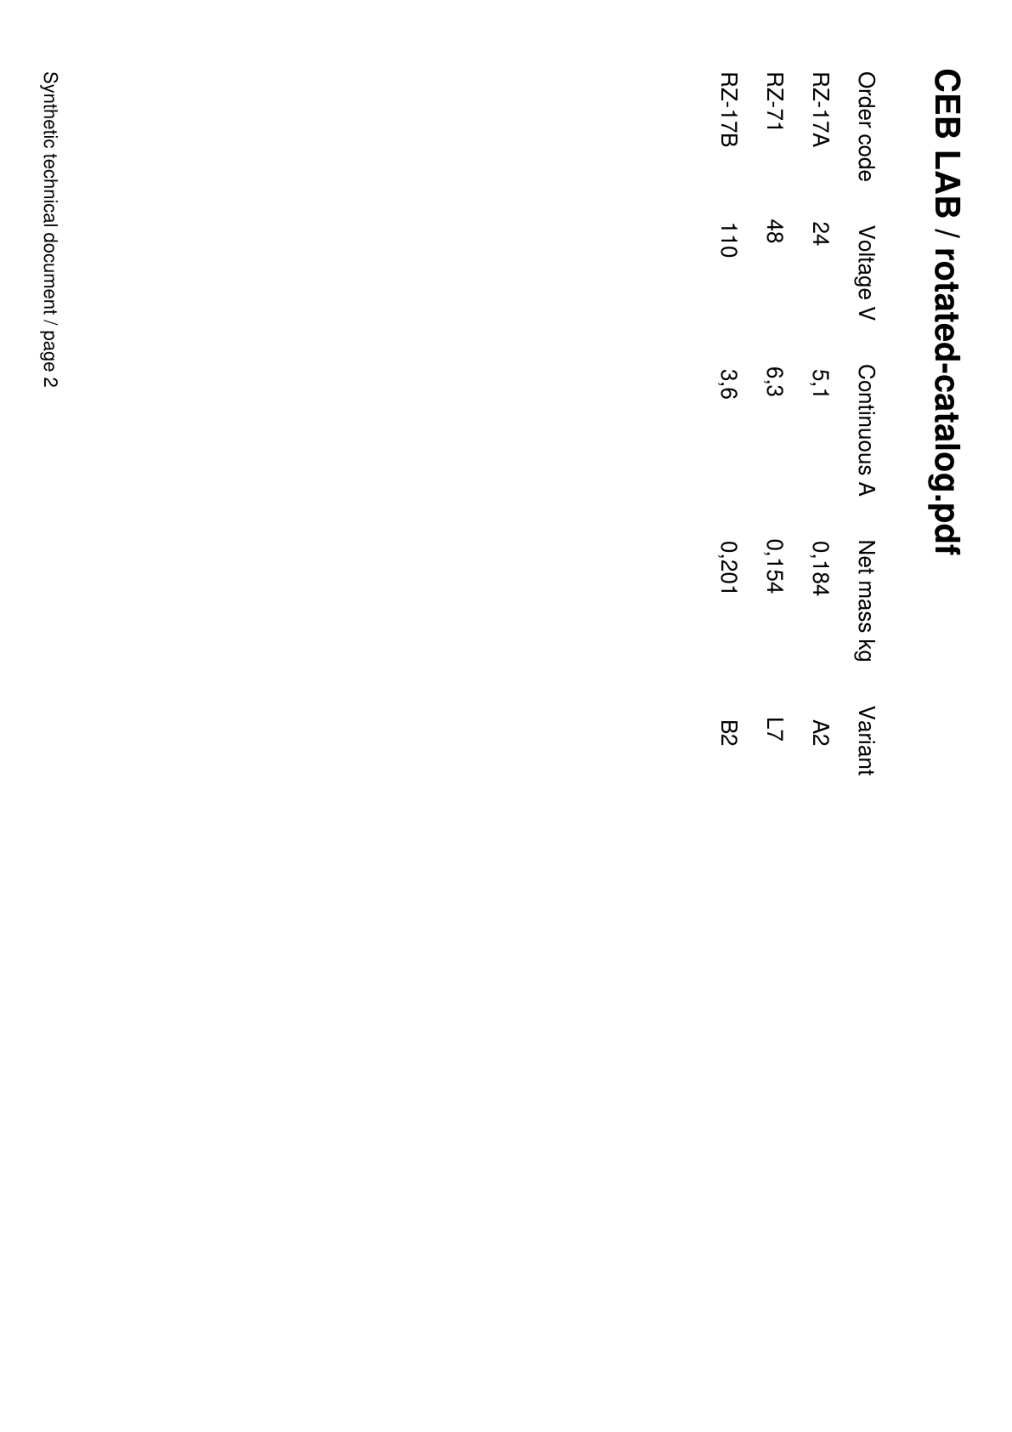 CEB LAB / rotated-catalog.pdf
Order code Voltage V Continuous A Net mass kg Variant
RZ-17A 24 5,1 0,184 A2
RZ-71 48 6,3 0,154 L7
RZ-17B 110 3,6 0,201 B2
Synthetic technical document / page 2